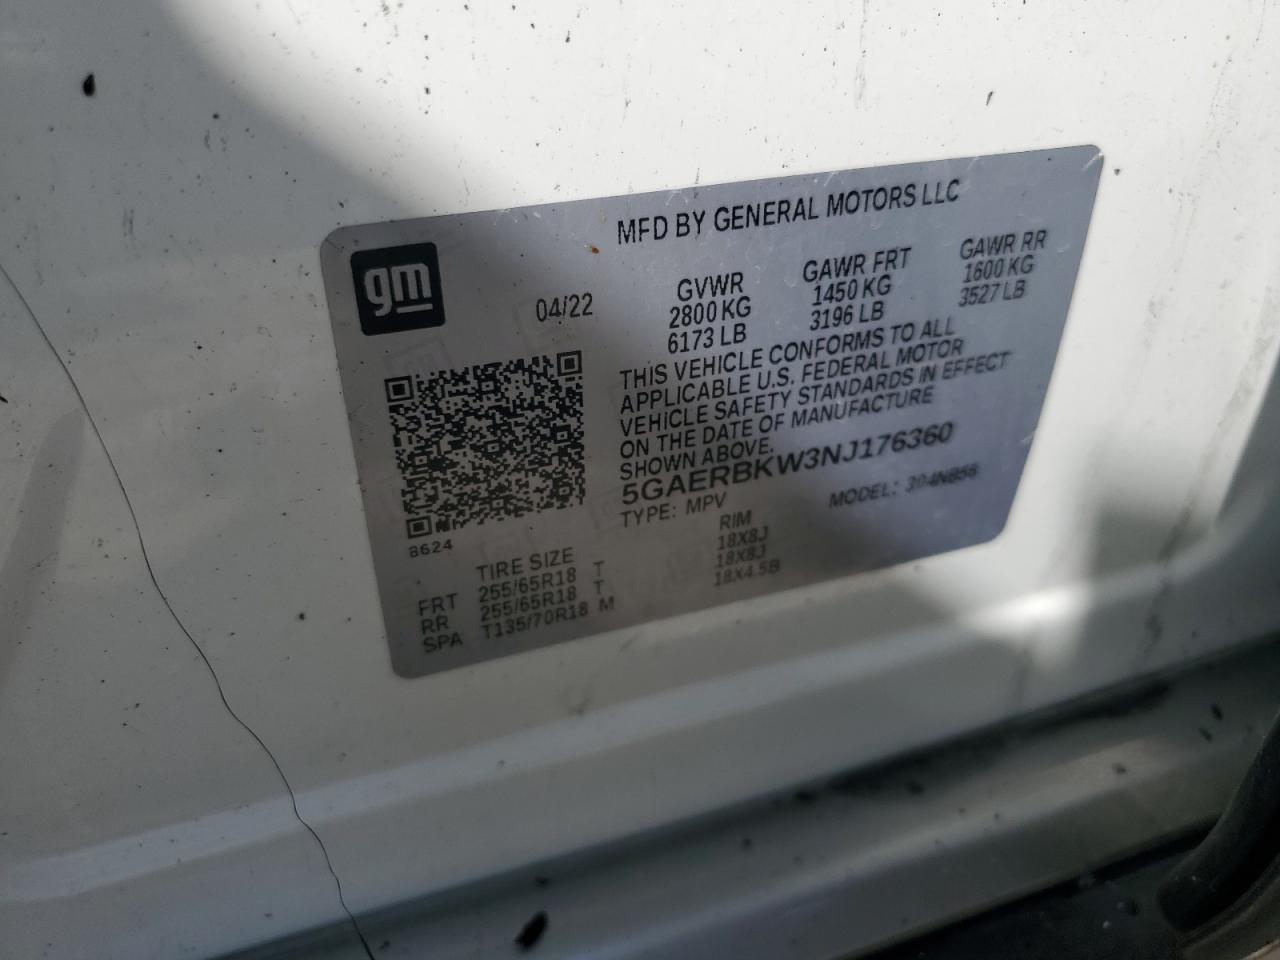 MFD BY GENERAL MOTORS LLC
gm
04/22
GVWR
2800 KG
6173 LB
GAWR FRT
1450 KG
3196 LB
GAWR RR
1600 KG
3527 LB
THIS VEHICLE CONFORMS TO ALL
APPLICABLE U.S. FEDERAL MOTOR
VEHICLE SAFETY STANDARDS IN EFFECT
ON THE DATE OF MANUFACTURE
SHOWN ABOVE.
5GAERBKW3NJ176360
TYPE: MPV
MODEL:
8624
TIRE SIZE RIM
FRT 255/65R18 T 18X8J
RR 255/65R18 T 18X8J
SPA T135/70R18 M 18X4.5B